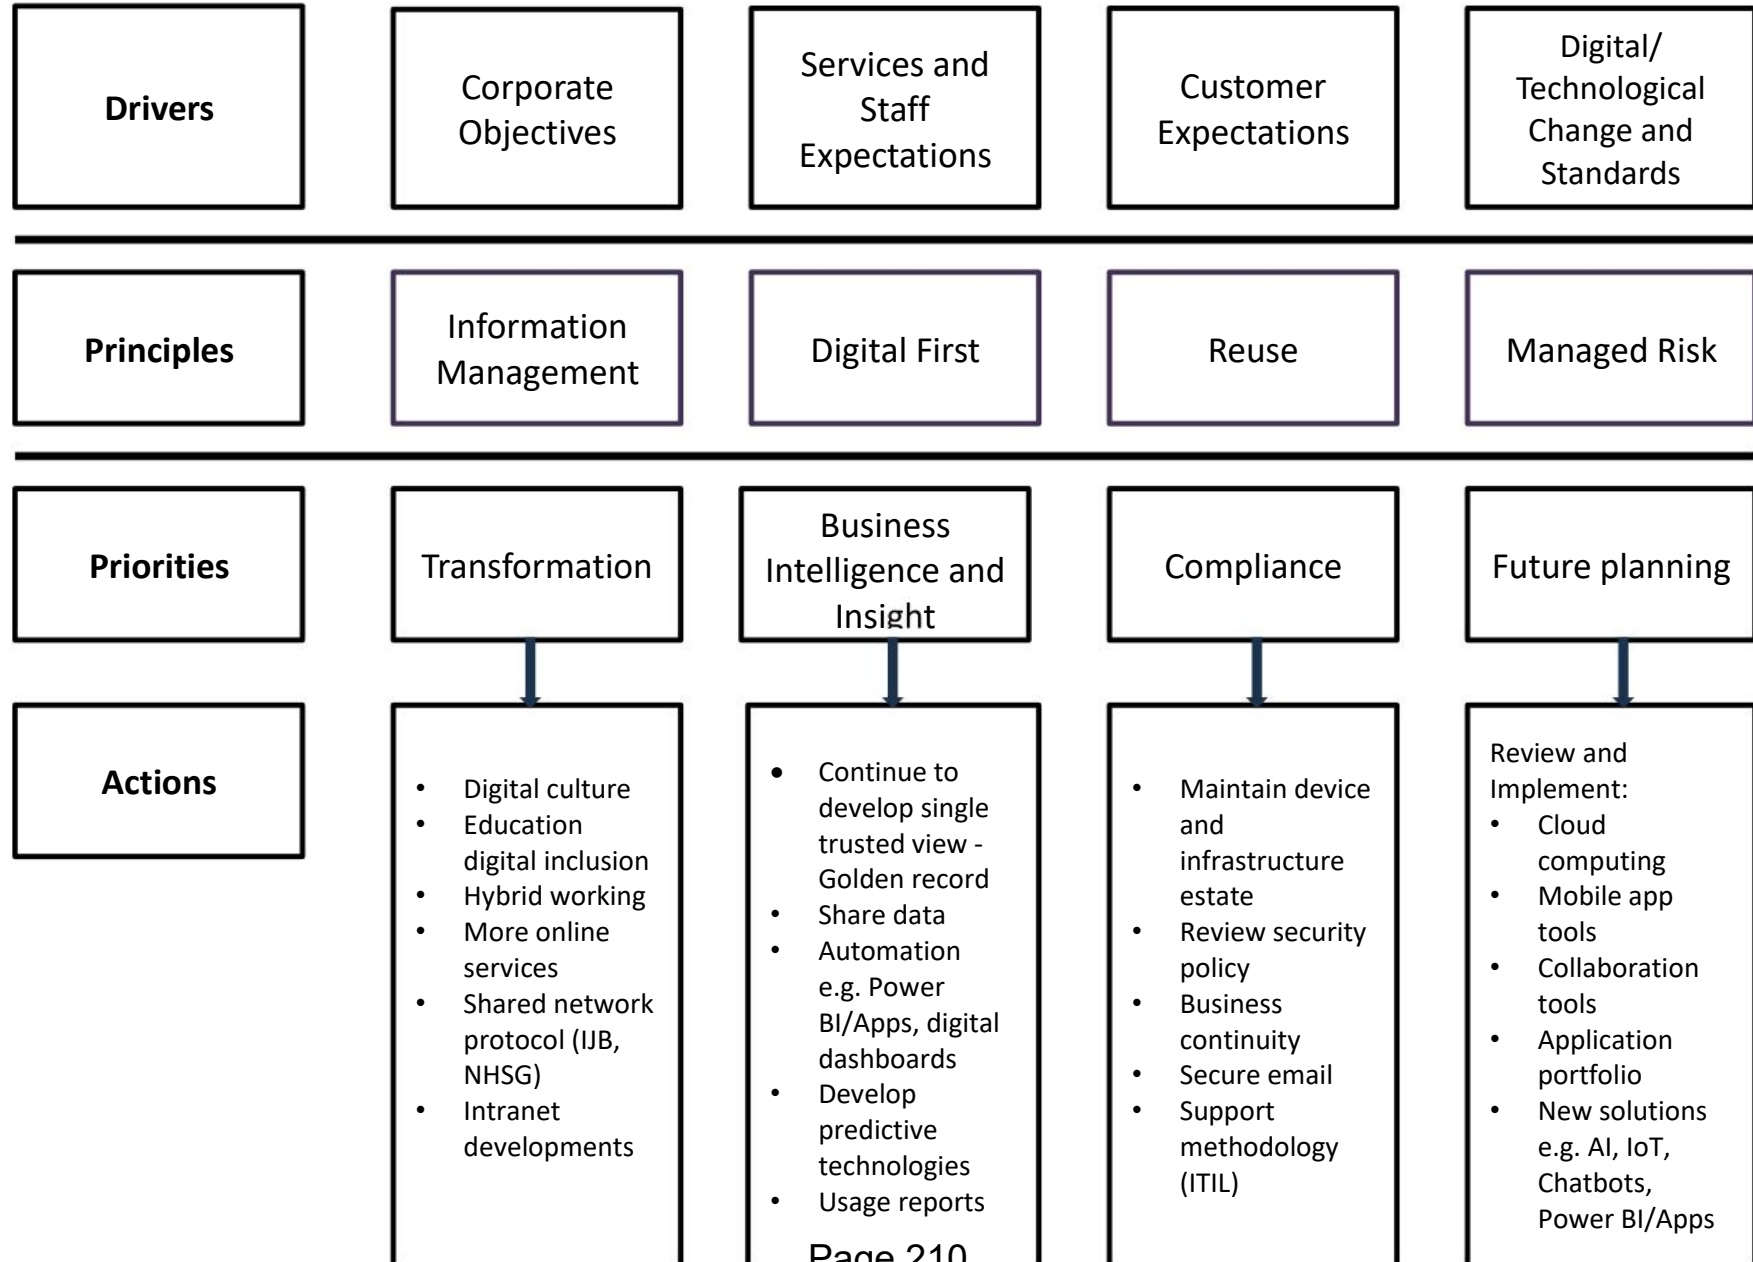 Drivers
Corporate
Objectives
Services and
Staff
Expectations
Customer
Expectations
Digital/
Technological
Change and
Standards
Principles
Information
Management
Digital First
Reuse
Managed Risk
Priorities
Transformation
Business
Intelligence and
Insight
Compliance
Future planning
Actions
• Digital culture
• Education
digital inclusion
• Hybrid working
• More online
services
• Shared network
protocol (IJB,
NHSG)
• Intranet
developments
• Continue to
develop single
trusted view -
Golden record
• Share data
• Automation
e.g. Power
BI/Apps, digital
dashboards
• Develop
predictive
technologies
• Usage reports
• Maintain device
and
infrastructure
estate
• Review security
policy
• Business
continuity
• Secure email
• Support
methodology
(ITIL)
Review and
Implement:
• Cloud
computing
• Mobile app
tools
• Collaboration
tools
• Application
portfolio
• New solutions
e.g. AI, IoT,
Chatbots,
Power BI/Apps
Page 210